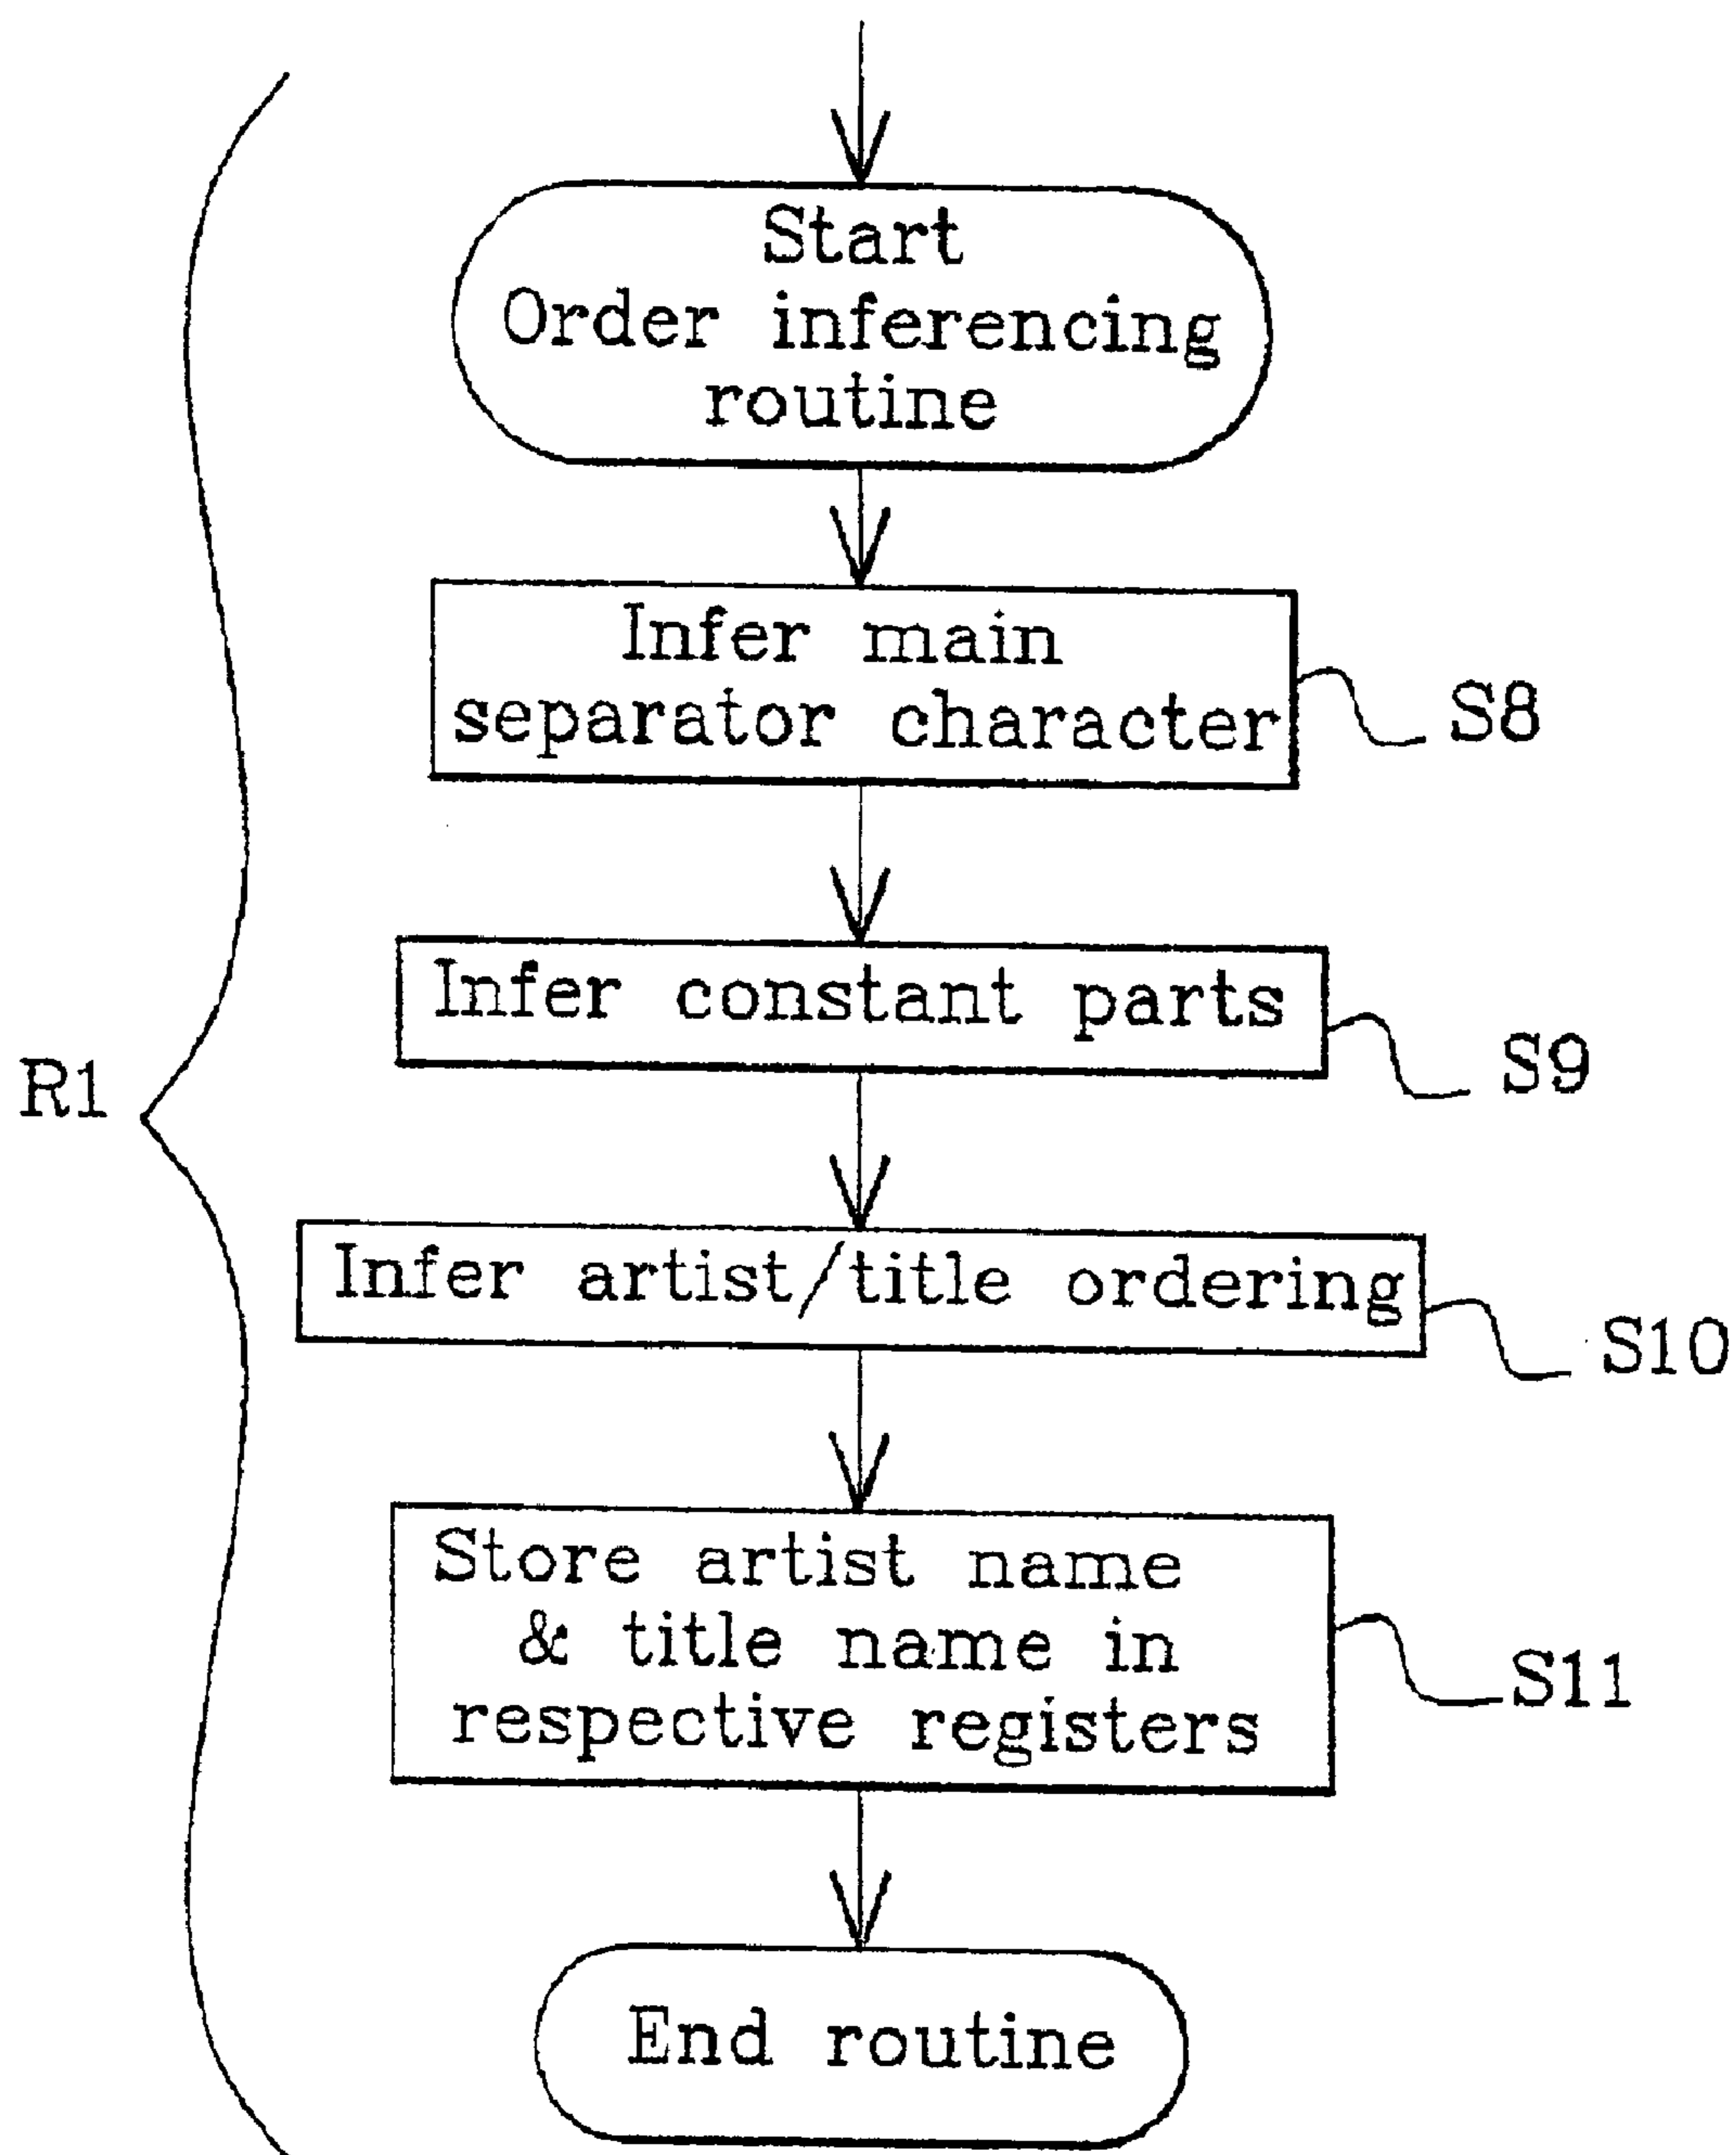 Start
Order inferencing
routine
Infer main
separator character
S8
Infer constant parts
S9
R1
Infer artist/title ordering
S10
Store artist name
& title name in
respective registers
S11
End routine